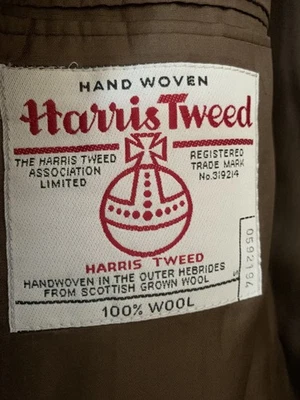 HAND WOVEN
Harris Tweed
THE HARRIS TWEED
ASSOCIATION
LIMITED
REGISTERED
TRADE MARK
No.319214
HARRIS TWEED
HANDWOVEN IN THE OUTER HEBRIDES
FROM SCOTTISH GROWN WOOL
100% WOOL
0592194